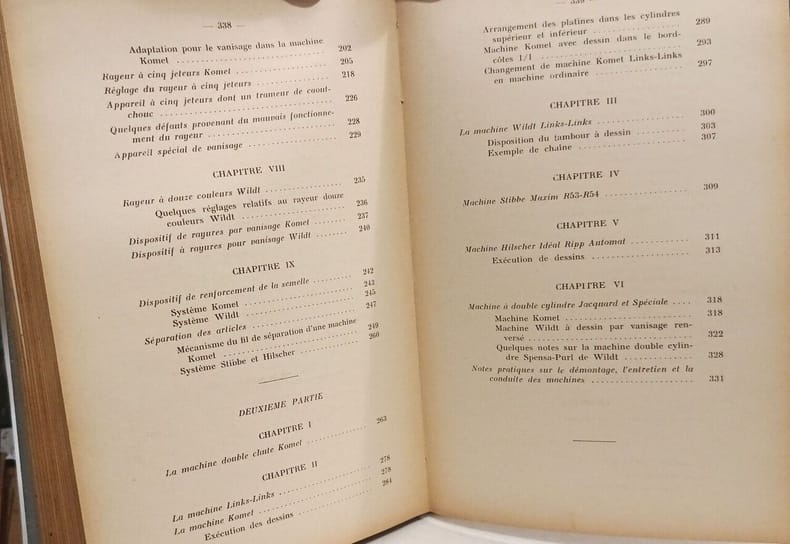 — 338 —
Adaptation pour le vanisage dans la machine
Komet 202
Rayeur à cinq jeteurs Komet 205
Réglage du rayeur à cinq jeteurs 218
Appareil à cinq jeteurs dont un trameur de caout-
chouc 226
Quelques défauts provenant du mauvais fonctionne-
ment du rayeur 228
Appareil spécial de vanisage 229
CHAPITRE VIII
Rayeur à douze couleurs Wildt 235
Quelques réglages relatifs au rayeur douze
couleurs Wildt 236
Dispositif de rayures par vanisage Komet 237
Dispositif à rayures pour vanisage Wildt 240
CHAPITRE IX
Dispositif de renforcement de la semelle 242
Système Komet 243
Système Wildt 245
Séparation des articles 247
Mécanisme du fil de séparation d'une machine
Komet 249
Système Stibbe et Hilscher 260
DEUXIEME PARTIE
CHAPITRE I
La machine double chute Komet 263
CHAPITRE II
La machine Links-Links 278
La machine Komet 278
Exécution des dessins 284
— 339 —
Arrangement des platines dans les cylindres
supérieur et inférieur 289
Machine Komet avec dessin dans le bord-
côtes 1/1 293
Changement de machine Komet Links-Links
en machine ordinaire 297
CHAPITRE III
La machine Wildt Links-Links 300
Disposition du tambour à dessin 303
Exemple de chaîne 307
CHAPITRE IV
Machine Stibbe Maxim R53-R54 309
CHAPITRE V
Machine Hilscher Idéal Ripp Automat 311
Exécution de dessins 313
CHAPITRE VI
Machine à double cylindre Jacquard et Spéciale 318
Machine Komet 318
Machine Wildt à dessin par vanisage ren-
versé 322
Quelques notes sur la machine double cylin-
dre Spensa-Purl de Wildt 328
Notes pratiques sur le démontage, l'entretien et la
conduite des machines 331